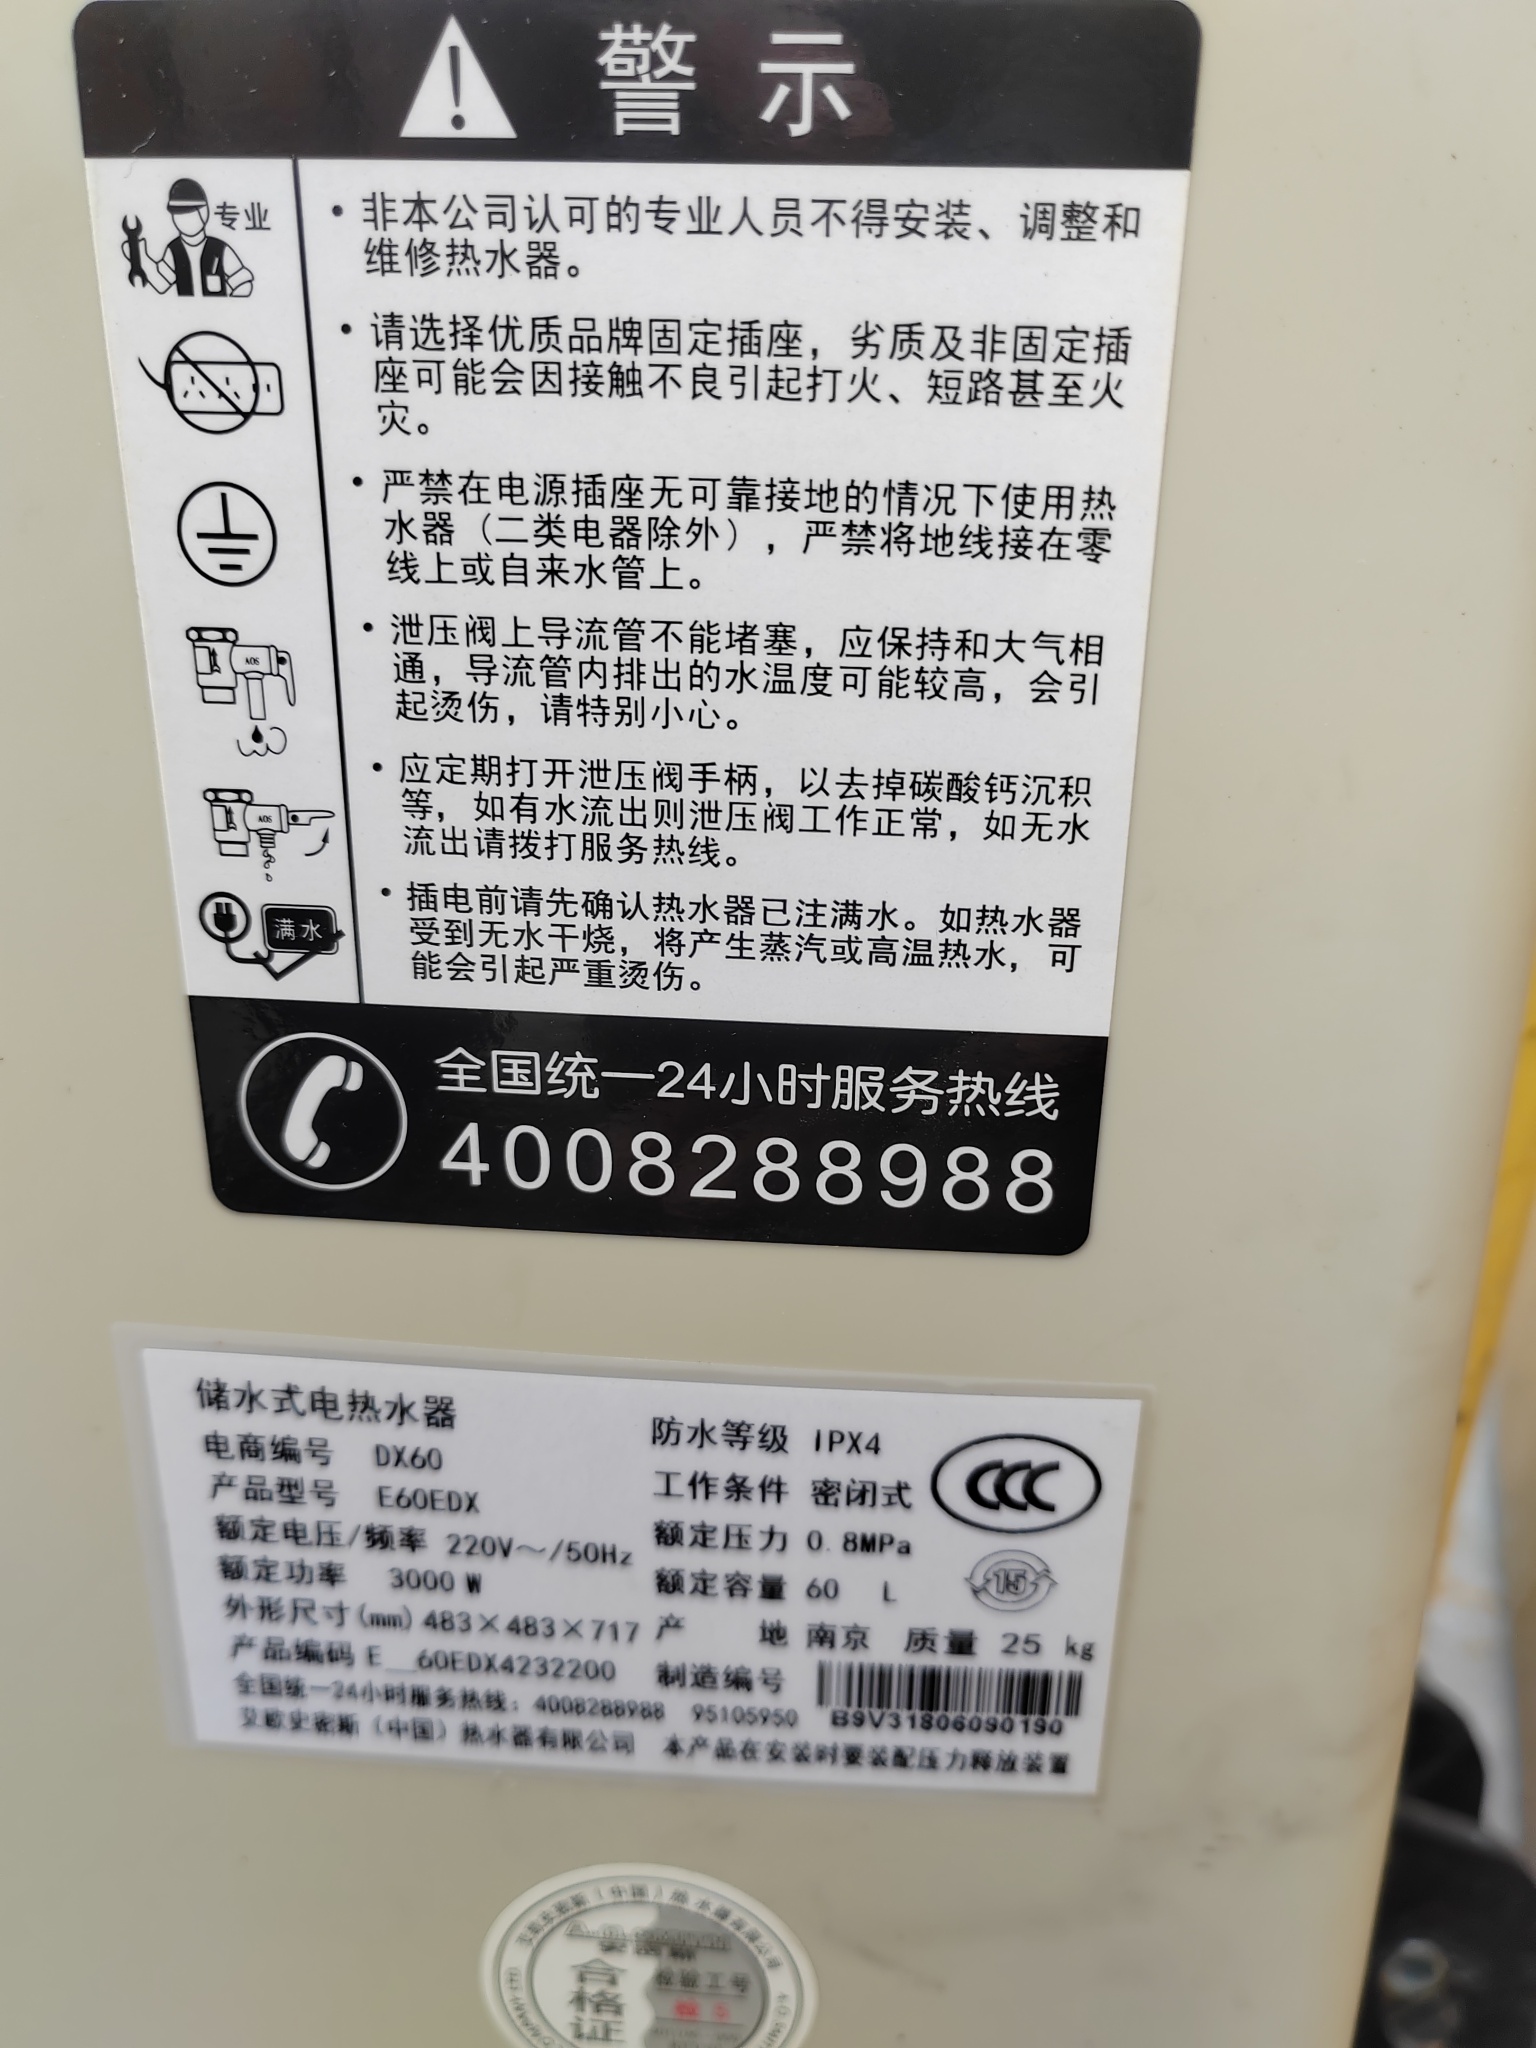 警示
专业
非本公司认可的专业人员不得安装、调整和
维修热水器。
请选择优质品牌固定插座，劣质及非固定插
座可能会因接触不良引起打火、短路甚至火
灾。
严禁在电源插座无可靠接地的情况下使用热
水器（二类电器除外），严禁将地线接在零
线上或自来水管上。
AOS
泄压阀上导流管不能堵塞，应保持和大气相
通，导流管内排出的水温度可能较高，会引
起烫伤，请特别小心。
AOS
应定期打开泄压阀手柄，以去掉碳酸钙沉积
等，如有水流出则泄压阀工作正常，如无水
流出请拨打服务热线。
满水
插电前请先确认热水器已注满水。如热水器
受到无水干烧，将产生蒸汽或高温热水，可
能会引起严重烫伤。
全国统一24小时服务热线
4008288988
储水式电热水器
电商编号 DX60
产品型号 E60EDX
额定电压/频率 220V～/50Hz
额定功率 3000 W
外形尺寸(mm) 483×483×717
产品编码 E__60EDX4232200
防水等级 IPX4
工作条件 密闭式
额定压力 0.8MPa
额定容量 60 L
产 地 南京 质量 25 kg
制造编号
B9V31806090190
CCC
15
全国统一24小时服务热线：4008288988 95105950
艾欧史密斯（中国）热水器有限公司 本产品在安装时要装配压力释放装置
合格证